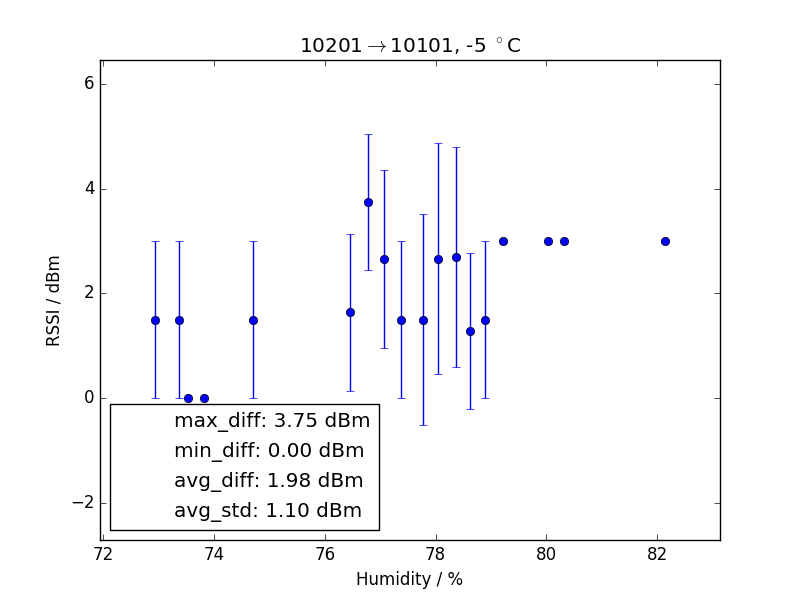 10201→10101, -5 °C
6
4
2
0
−2
RSSI / dBm
max_diff: 3.75 dBm
min_diff: 0.00 dBm
avg_diff: 1.98 dBm
avg_std: 1.10 dBm
72 74 76 78 80 82
Humidity / %